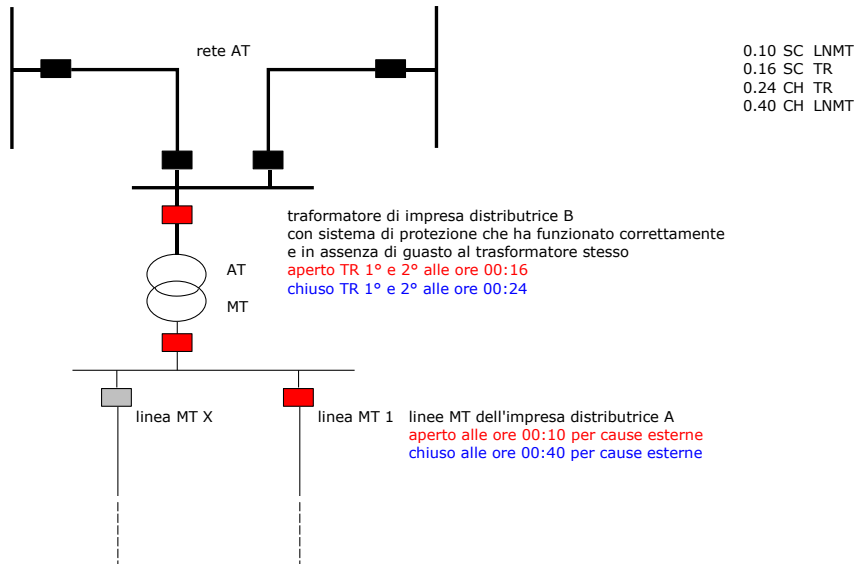 rete AT
0.10 SC LNMT
0.16 SC TR
0.24 CH TR
0.40 CH LNMT
traformatore di impresa distributrice B
con sistema di protezione che ha funzionato correttamente
e in assenza di guasto al trasformatore stesso
AT
aperto TR 1° e 2° alle ore 00:16
chiuso TR 1° e 2° alle ore 00:24
MT
linea MT X
linea MT 1
linee MT dell'impresa distributrice A
aperto alle ore 00:10 per cause esterne
chiuso alle ore 00:40 per cause esterne